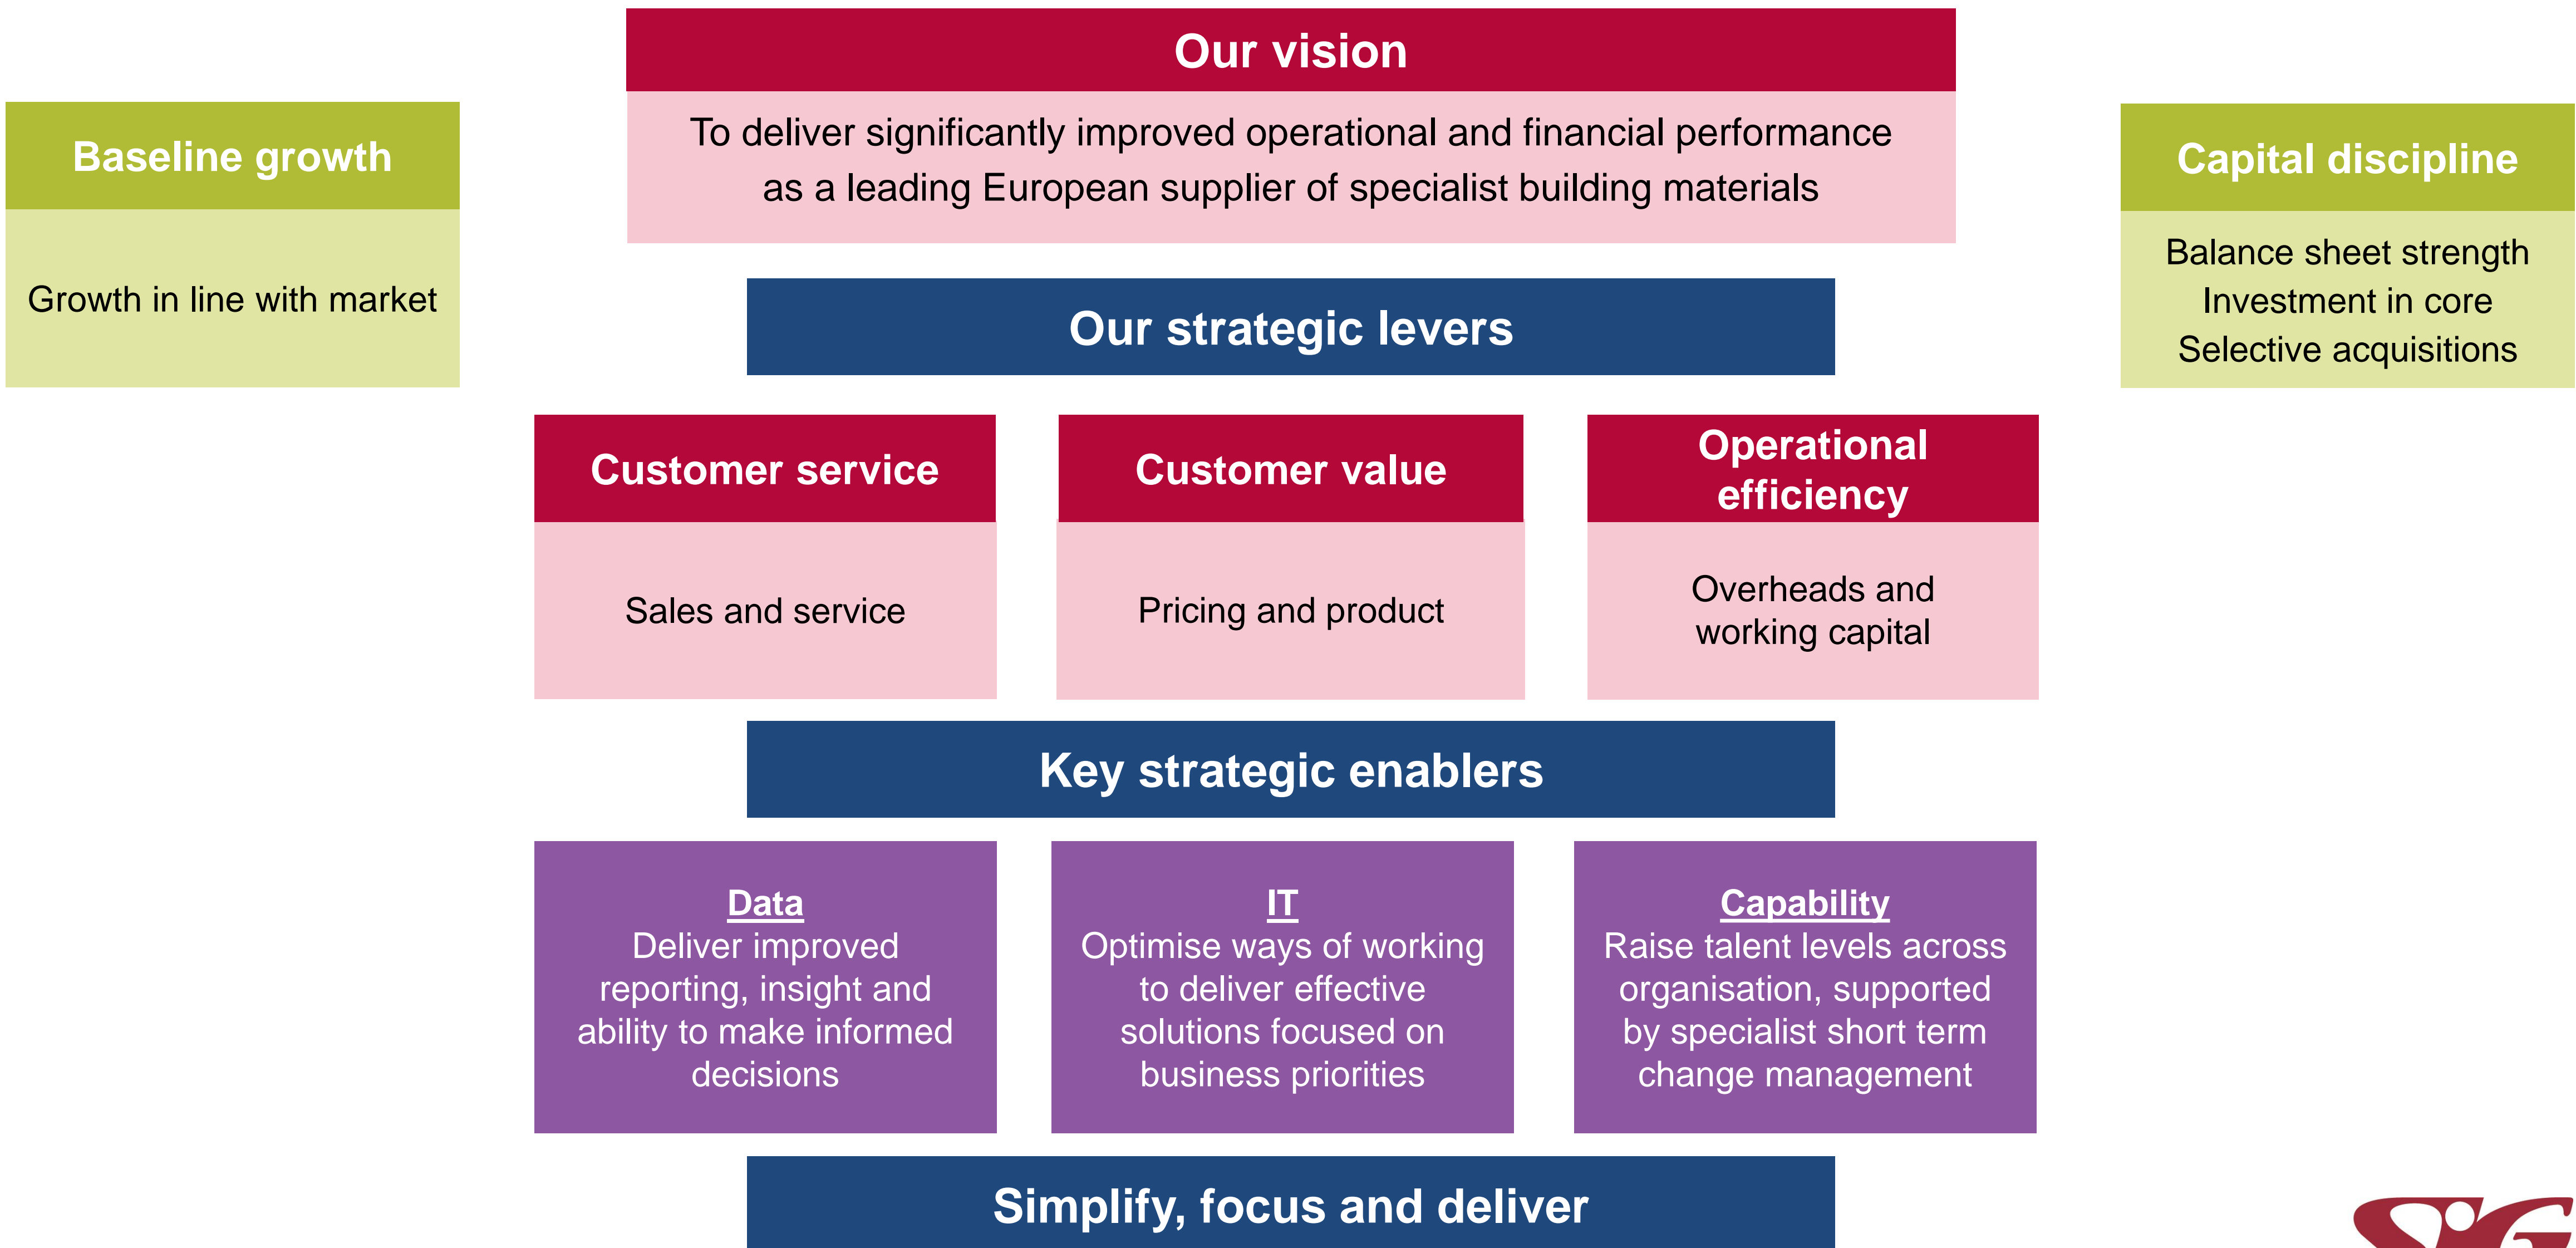 Our vision
To deliver significantly improved operational and financial performance
as a leading European supplier of specialist building materials
Baseline growth
Growth in line with market
Capital discipline
Balance sheet strength
Investment in core
Selective acquisitions
Our strategic levers
Customer service
Sales and service
Customer value
Pricing and product
Operational
efficiency
Overheads and
working capital
Key strategic enablers
Data
Deliver improved
reporting, insight and
ability to make informed
decisions
IT
Optimise ways of working
to deliver effective
solutions focused on
business priorities
Capability
Raise talent levels across
organisation, supported
by specialist short term
change management
Simplify, focus and deliver